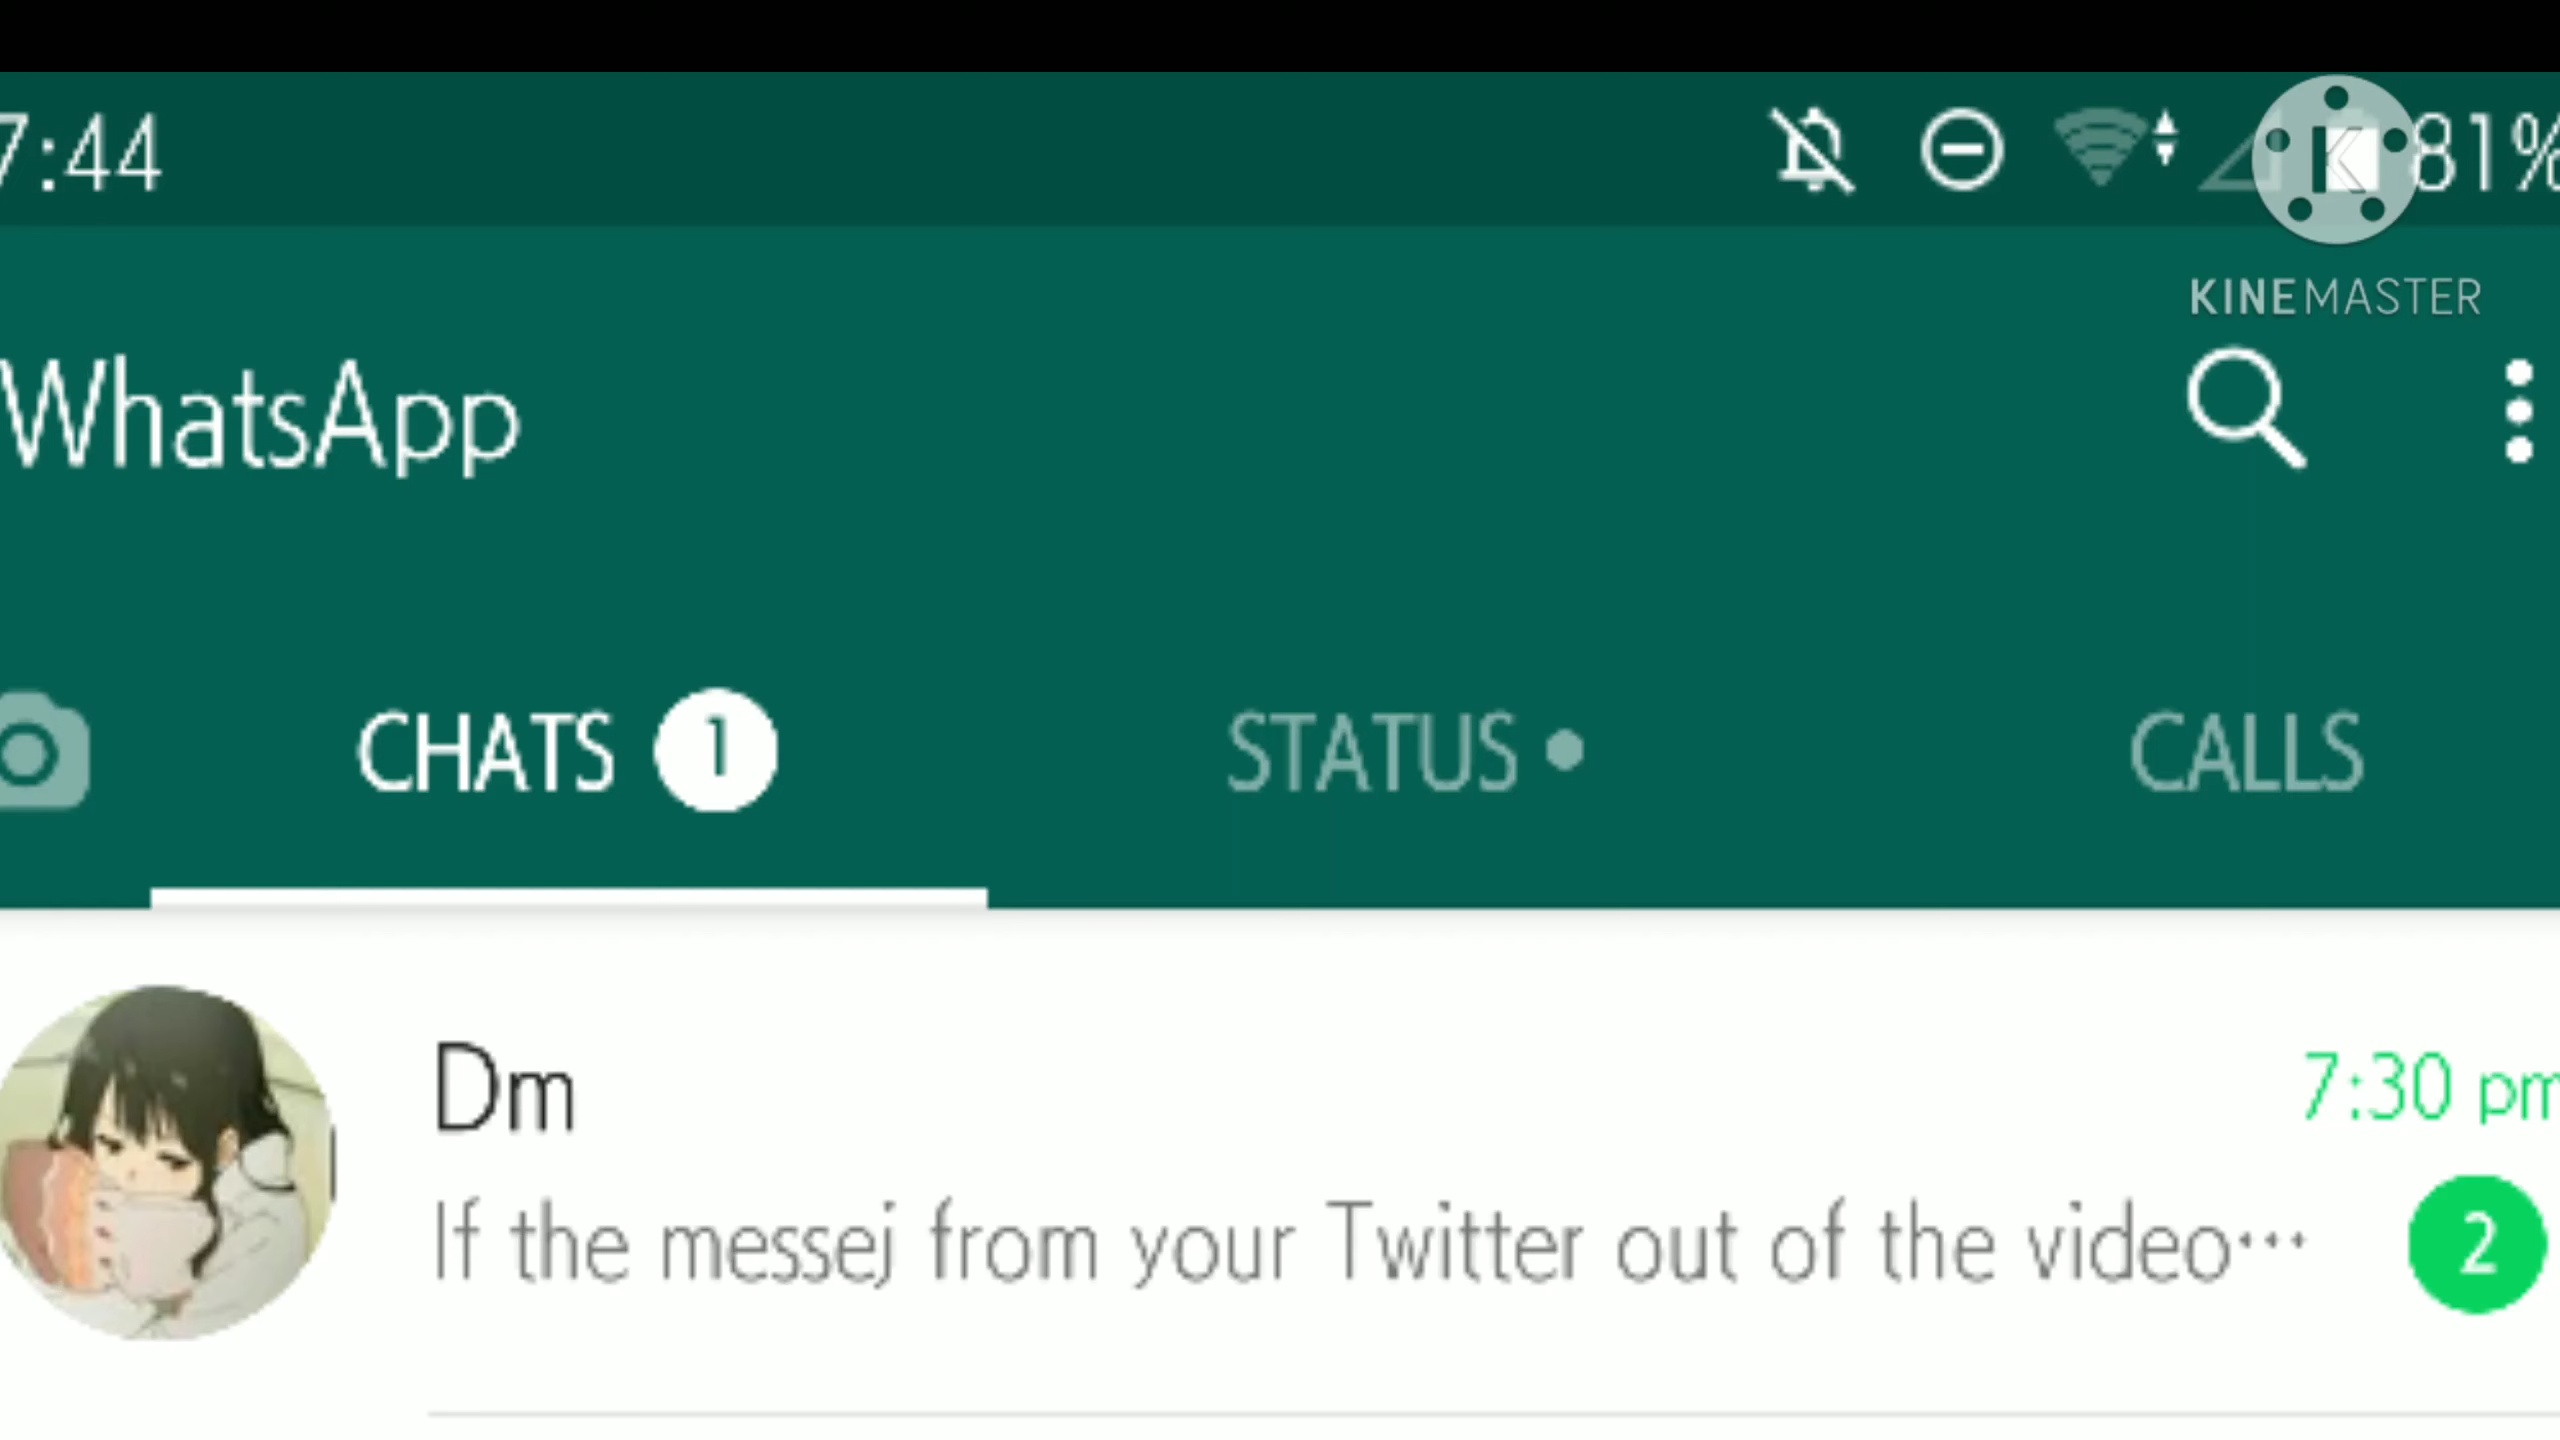 7:44
81%
KINEMASTER
WhatsApp
CHATS 1
STATUS
CALLS
Dm
7:30 pm
If the messej from your Twitter out of the video…
2